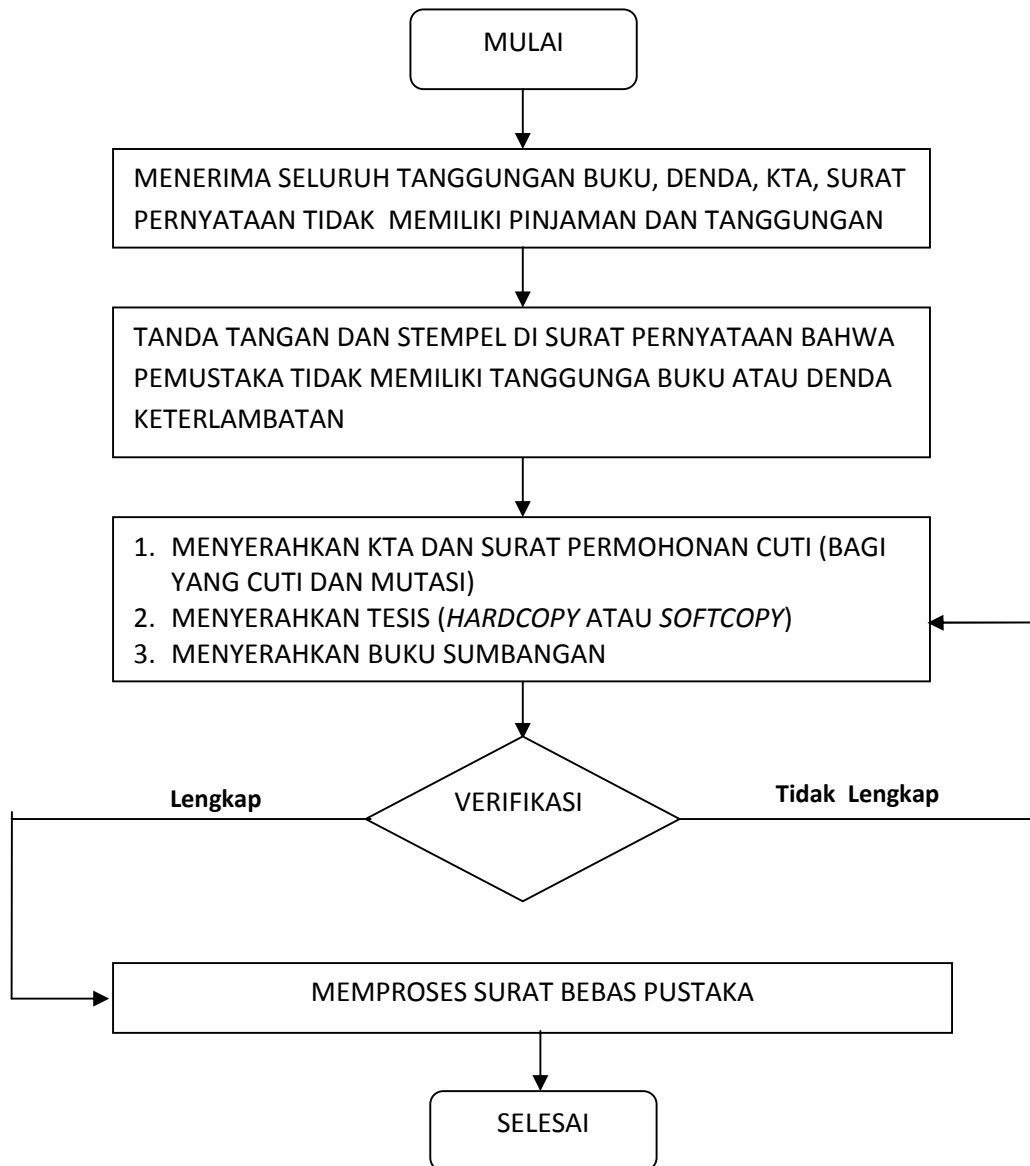 MULAI
MENERIMA SELURUH TANGGUNGAN BUKU, DENDA, KTA, SURAT
PERNYATAAN TIDAK MEMILIKI PINJAMAN DAN TANGGUNGAN
TANDA TANGAN DAN STEMPEL DI SURAT PERNYATAAN BAHWA
PEMUSTAKA TIDAK MEMILIKI TANGGUNGA BUKU ATAU DENDA
KETERLAMBATAN
1. MENYERAHKAN KTA DAN SURAT PERMOHONAN CUTI (BAGI
YANG CUTI DAN MUTASI)
2. MENYERAHKAN TESIS (HARDCOPY ATAU SOFTCOPY)
3. MENYERAHKAN BUKU SUMBANGAN
Lengkap
VERIFIKASI
Tidak Lengkap
MEMPROSES SURAT BEBAS PUSTAKA
SELESAI